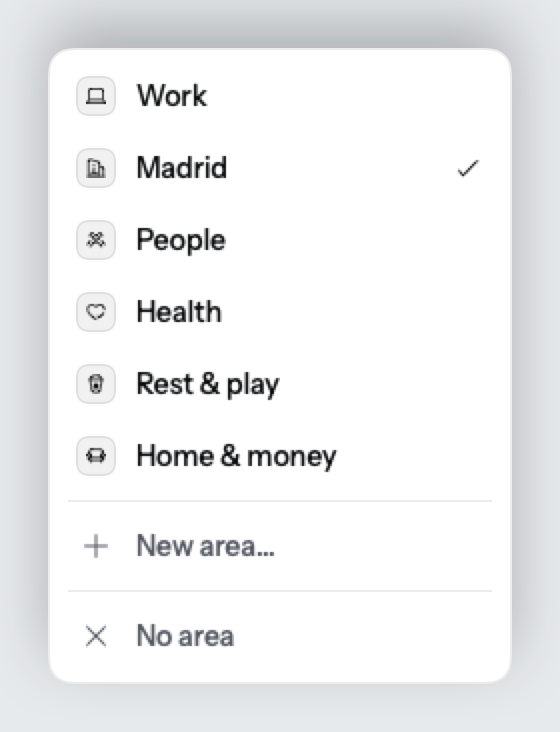 Work
Madrid
People
Health
Rest & play
Home & money
New area...
No area